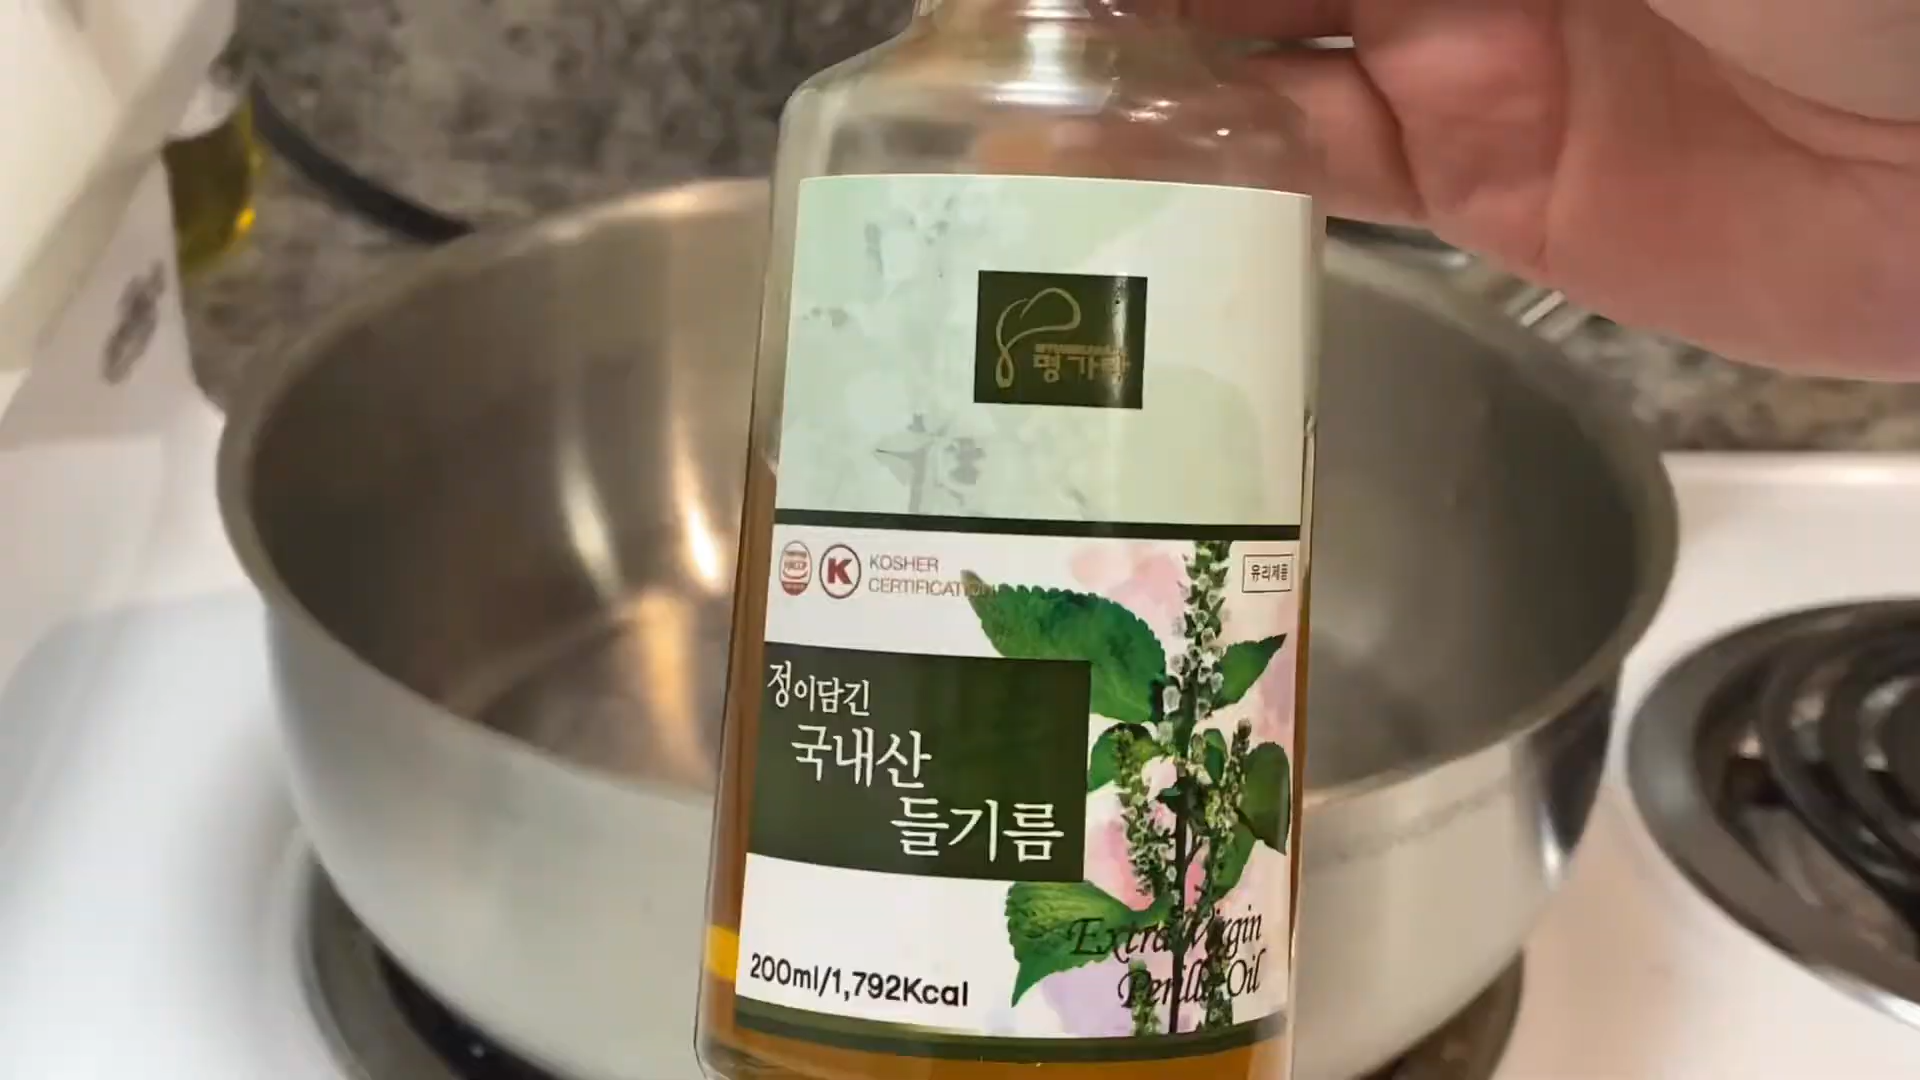 HACCP
K
KOSHER
CERTIFICATION
유리제품
정이담긴
국내산
들기름
200ml/1,792Kcal
Extra Virgin
Perilla Oil